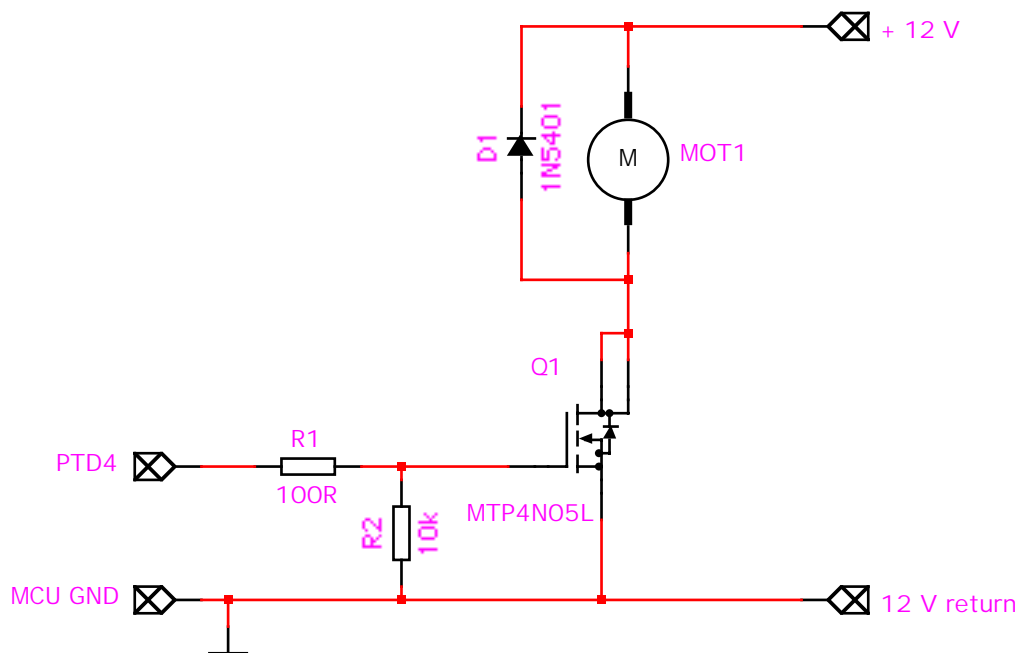 + 12 V
D1
1N5401
M
MOT1
Q1
R1
PTD4
100R
MTP4N05L
R2
10k
MCU GND
12 V return